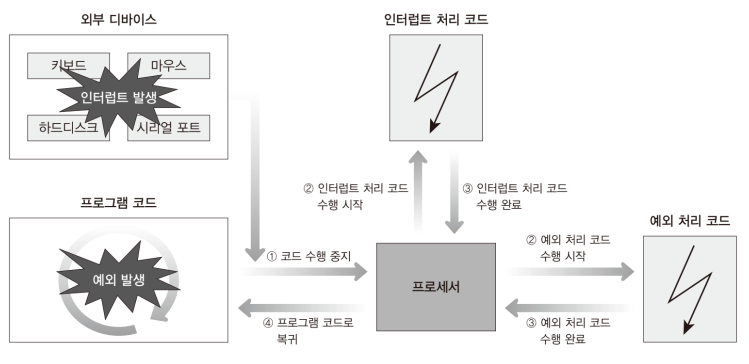 외부 디바이스
인터럽트 처리 코드
키보드
마우스
인터럽트 발생
하드디스크
시리얼 포트
② 인터럽트 처리 코드
수행 시작
③ 인터럽트 처리 코드
수행 완료
프로그램 코드
예외 처리 코드
예외 발생
① 코드 수행 중지
프로세서
② 예외 처리 코드
수행 시작
④ 프로그램 코드로
복귀
③ 예외 처리 코드
수행 완료